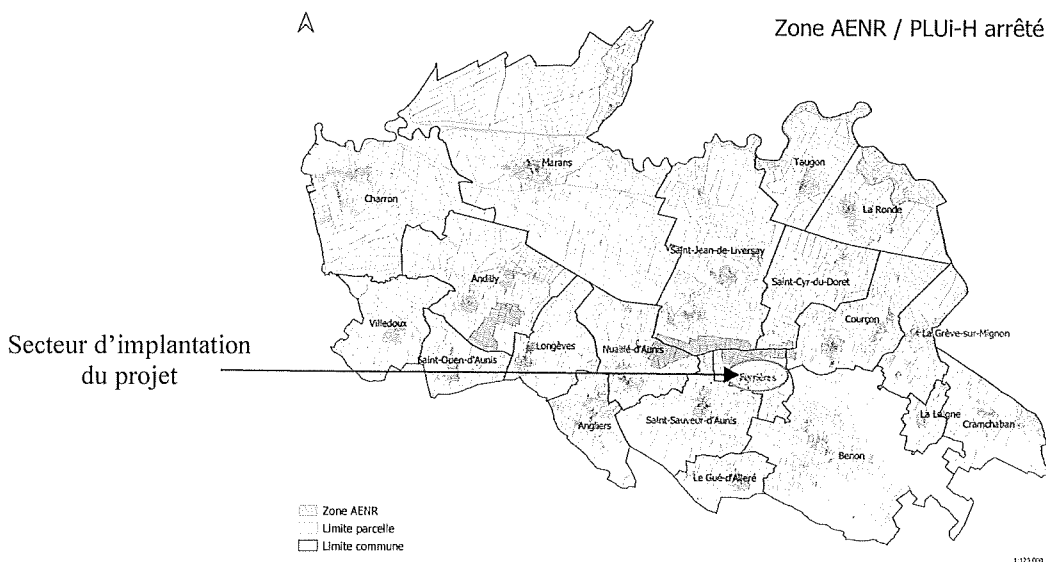 Zone AENR / PLUi-H arrêté
Marans
Taugon
Charron
La Ronde
Saint-Jean-de-Liversay
Andilly
Saint-Cyr-du-Doret
Courçon
Villedoux
La Grève-sur-Mignon
Secteur d'implantation
du projet
Saint-Ouen-d'Aunis
Longèves
Nuaillé-d'Aunis
Ferrières
Angliers
Saint-Sauveur-d'Aunis
La Laigne
Cramchaban
Benon
Le Gué-d'Alleré
Zone AENR
Limite parcelle
Limite commune